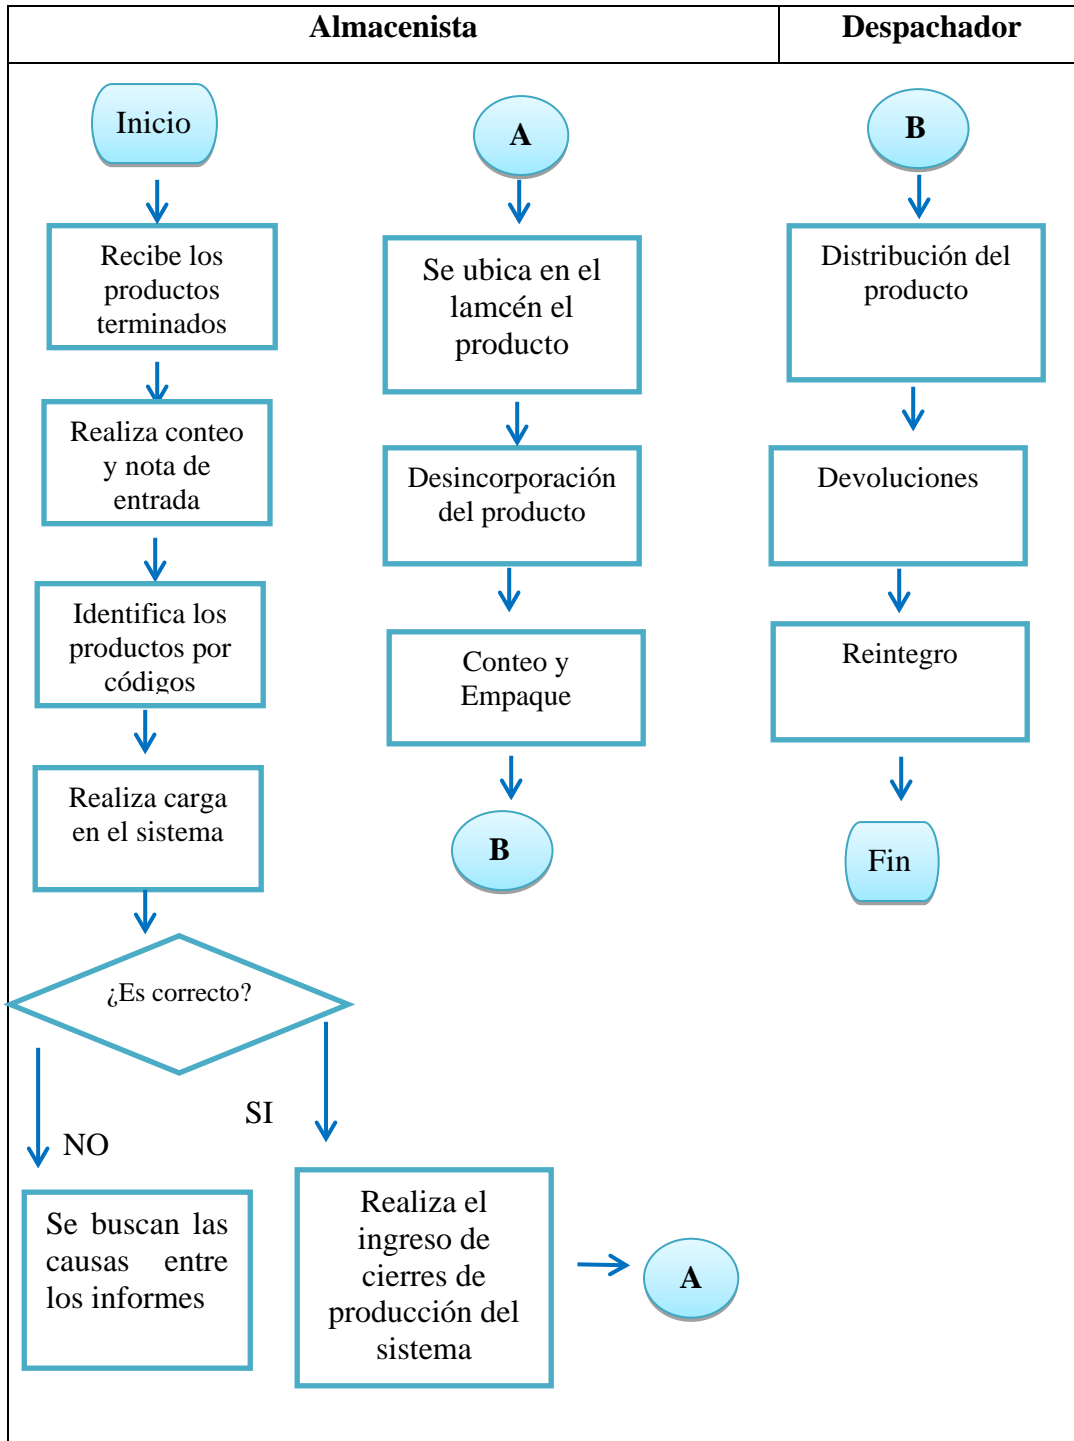 Almacenista
Despachador
Inicio
Recibe los
productos
terminados
Realiza conteo
y nota de
entrada
Identifica los
productos por
códigos
Realiza carga
en el sistema
¿Es correcto?
NO
SI
Se buscan las
causas entre
los informes
Realiza el
ingreso de
cierres de
producción del
sistema
A
A
Se ubica en el
lamcén el
producto
Desincorporación
del producto
Conteo y
Empaque
B
B
Distribución del
producto
Devoluciones
Reintegro
Fin